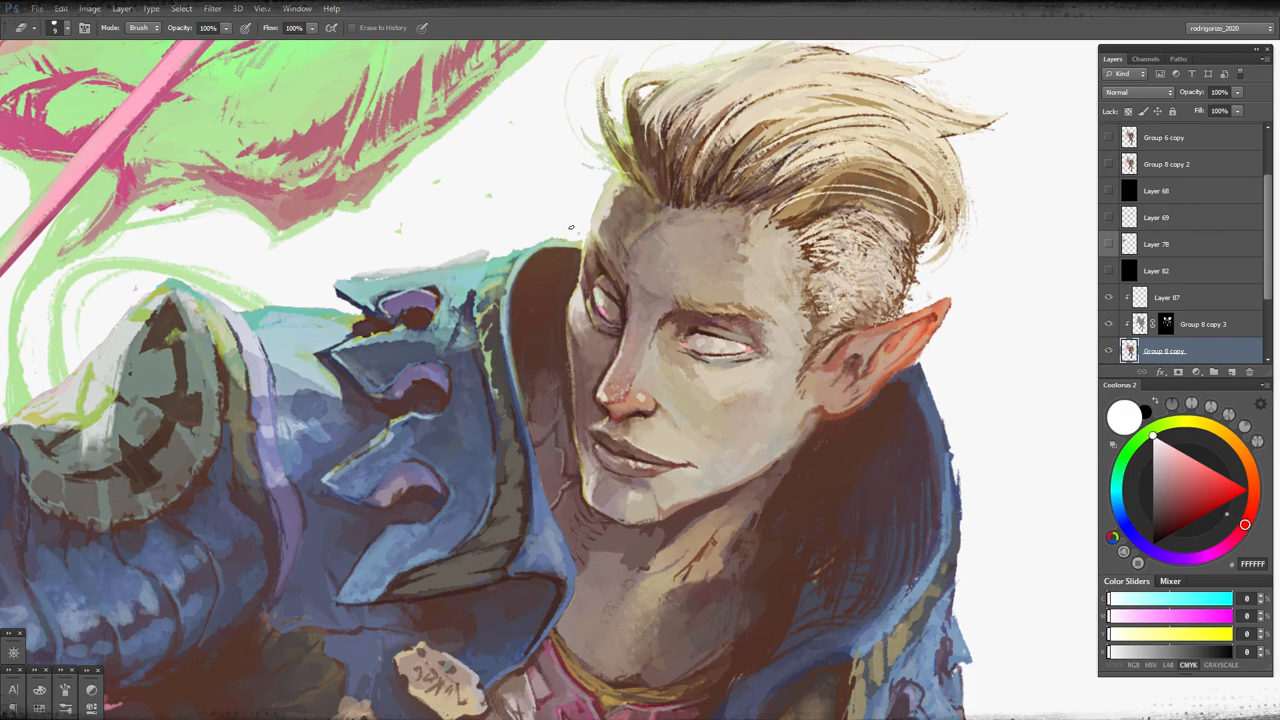 Ps File Edit Image Layer Type Select Filter 3D View Window Help
9 Mode: Brush Opacity: 100% Flow: 100% Erase to History rodrigorizo_2020
Layers Channels Paths
Kind
Normal Opacity: 100%
Lock: Fill: 100%
Group 6 copy
Group 8 copy 2
Layer 68
Layer 69
Layer 78
Layer 82
Layer 87
Group 8 copy 3
Group 8 copy
Coolorus 2
# FFFFFF
Color Sliders Mixer
C 0 %
M 0 %
Y 0 %
K 0 %
RGB HSV LAB CMYK GRAYSCALE